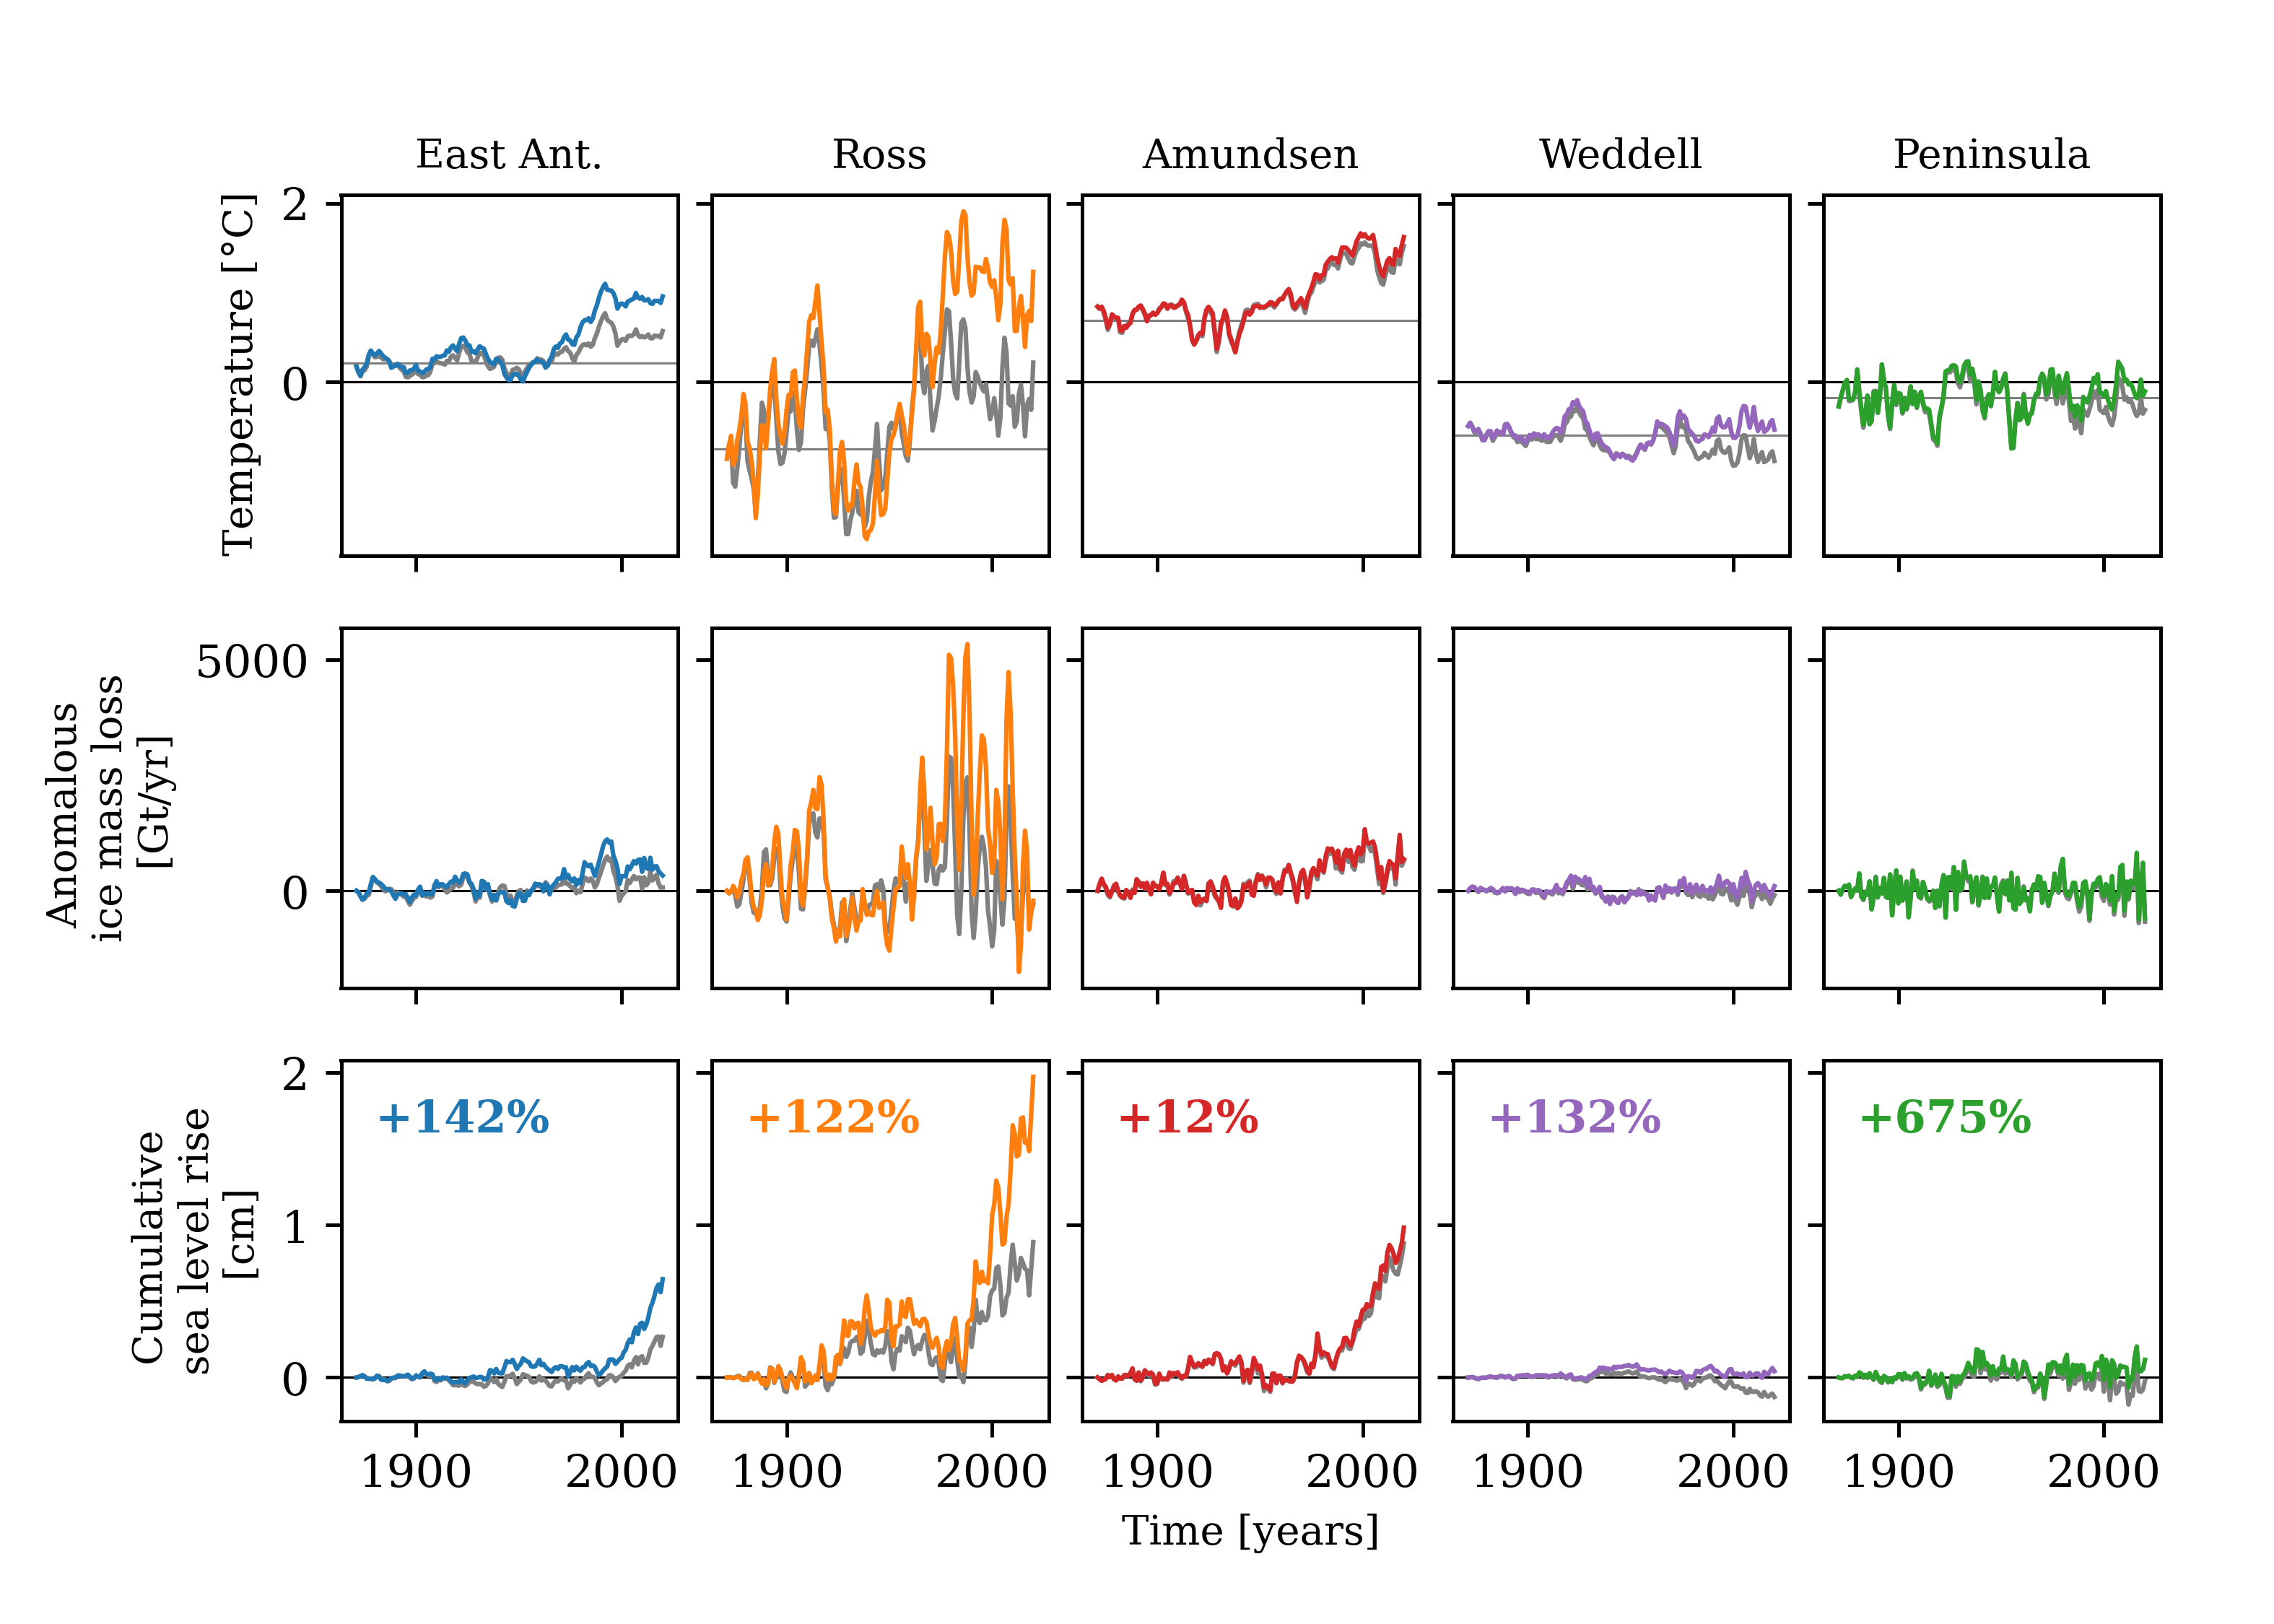 East Ant.
Ross
Amundsen
Weddell
Peninsula
Temperature [°C]
2
0
Anomalous
ice mass loss
[Gt/yr]
5000
0
Cumulative
sea level rise
[cm]
2
1
0
+142%
+122%
+12%
+132%
+675%
1900
2000
1900
2000
1900
2000
1900
2000
1900
2000
Time [years]